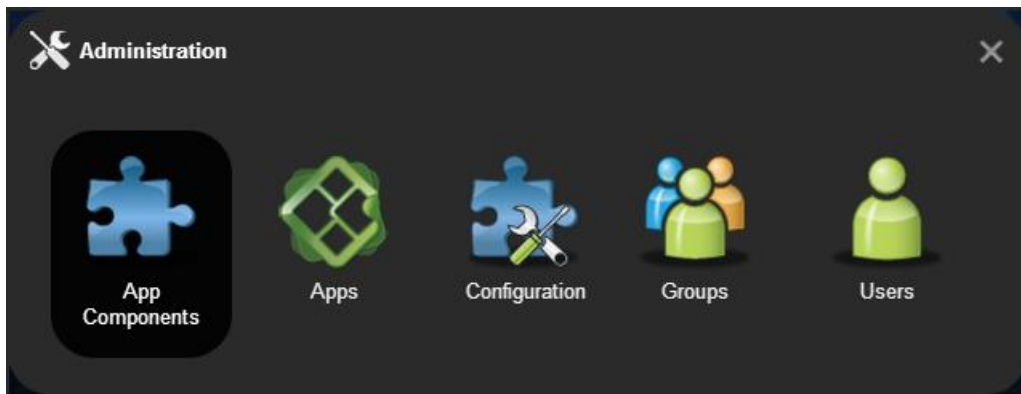 Administration
App
Components
Apps
Configuration
Groups
Users